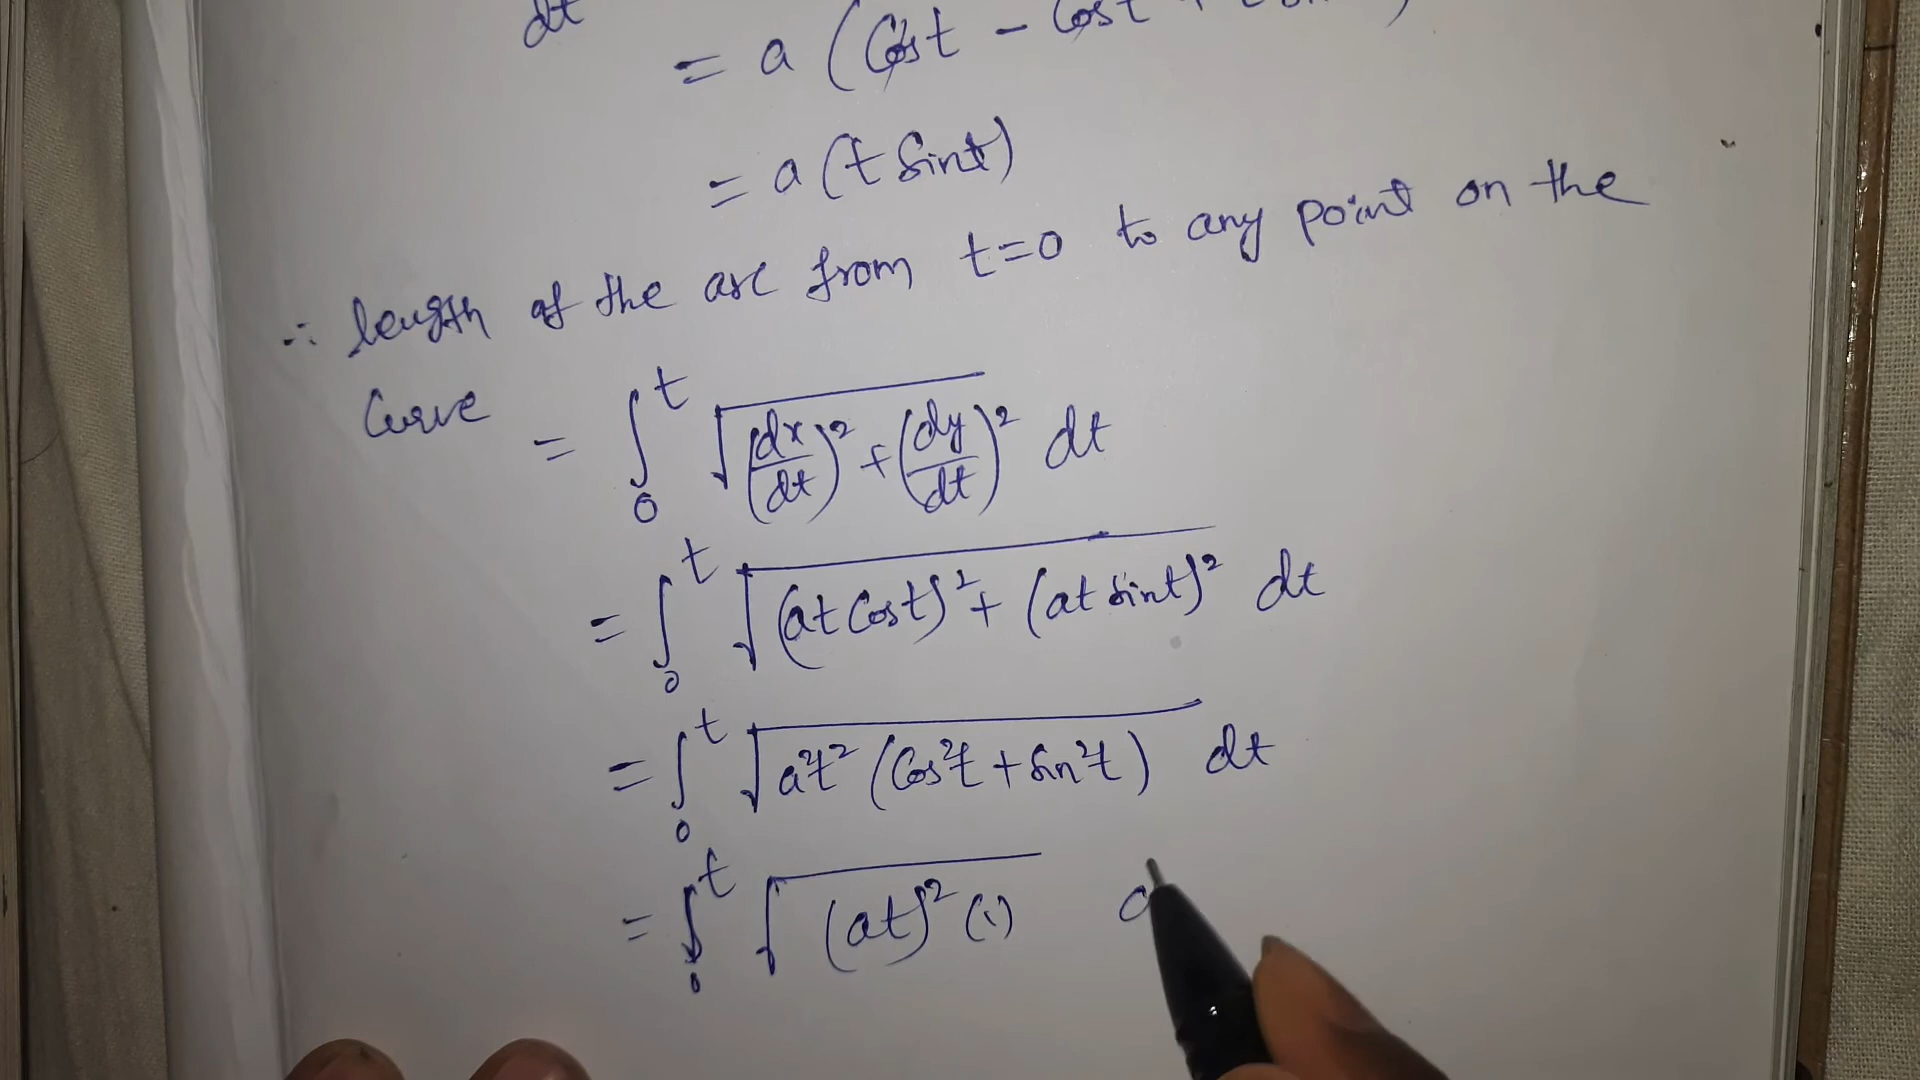 dt
= a (Cost - Cost +
= a (t Sint)
∴ length of the arc from t=0 to any point on the
Curve = ∫₀ᵗ √((dx/dt)² + (dy/dt)²) dt
= ∫₀ᵗ √((at Cost)² + (at sint)²) dt
= ∫₀ᵗ √(a²t² (Cos²t + Sin²t)) dt
= ∫₀ᵗ √((at)² (1))